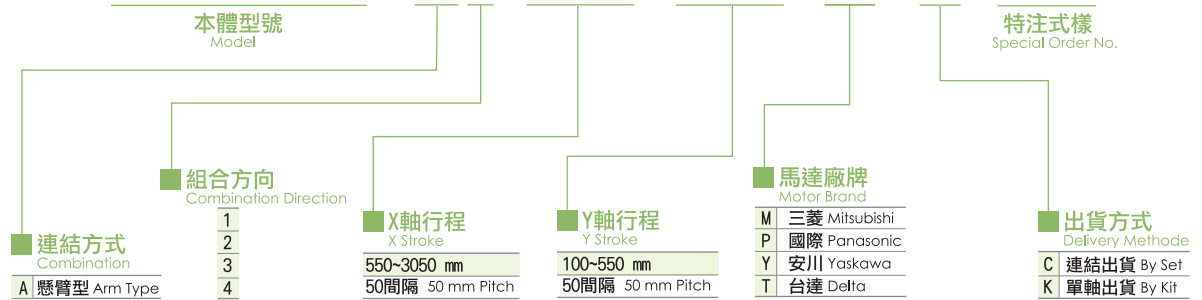 本體型號
Model
特注式樣
Special Order No.
組合方向
Combination Direction
1
2
3
4
馬達廠牌
Motor Brand
M 三菱 Mitsubishi
P 國際 Panasonic
Y 安川 Yaskawa
T 台達 Delta
X軸行程
X Stroke
550~3050 mm
50間隔 50 mm Pitch
Y軸行程
Y Stroke
100~550 mm
50間隔 50 mm Pitch
出貨方式
Delivery Methode
C 連結出貨 By Set
K 單軸出貨 By Kit
連結方式
Combination
A 懸臂型 Arm Type